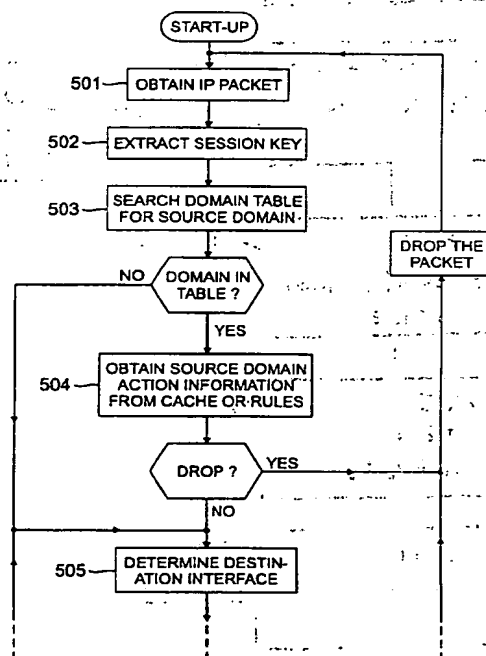 START-UP
501
OBTAIN IP PACKET
502
EXTRACT SESSION KEY
503
SEARCH DOMAIN TABLE
FOR SOURCE DOMAIN
DROP THE
PACKET
NO
DOMAIN IN
TABLE ?
YES
504
OBTAIN SOURCE DOMAIN
ACTION INFORMATION
FROM CACHE OR RULES
DROP ?
YES
NO
505
DETERMINE DESTIN-
ATION INTERFACE